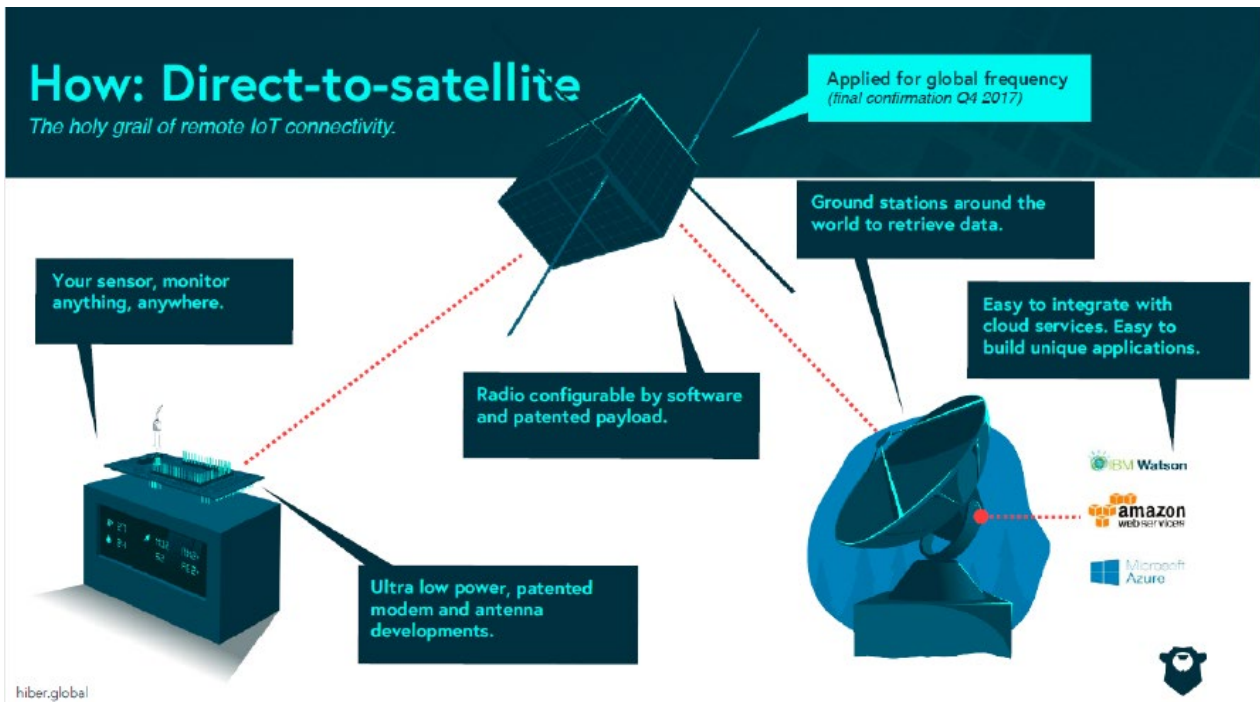 How: Direct-to-satellite
The holy grail of remote IoT connectivity.
Applied for global frequency
(final confirmation Q4 2017)
Ground stations around the
world to retrieve data.
Your sensor, monitor
anything, anywhere.
Easy to integrate with
cloud services. Easy to
build unique applications.
Radio configurable by software
and patented payload.
IBM Watson
amazon
webservices
Microsoft
Azure
Ultra low power, patented
modem and antenna
developments.
hiber.global